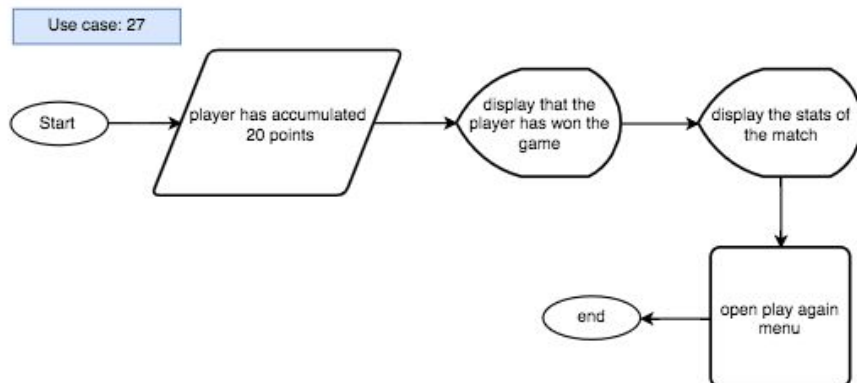 Use case: 27
Start
player has accumulated
20 points
display that the
player has won the
game
display the stats of
the match
open play again
menu
end